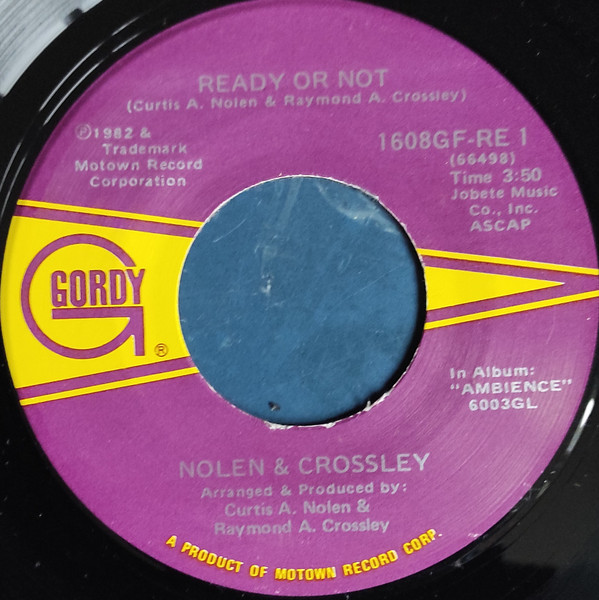 READY OR NOT
(Curtis A. Nolen & Raymond A. Crossley)
℗1982 &
Trademark
Motown Record
Corporation
1608GF-RE 1
(66498)
Time 3:50
Jobete Music
Co., Inc.
ASCAP
GORDY
®
In Album:
"AMBIENCE"
6003GL
NOLEN & CROSSLEY
Arranged & Produced by:
Curtis A. Nolen &
Raymond A. Crossley
A PRODUCT OF MOTOWN RECORD CORP.